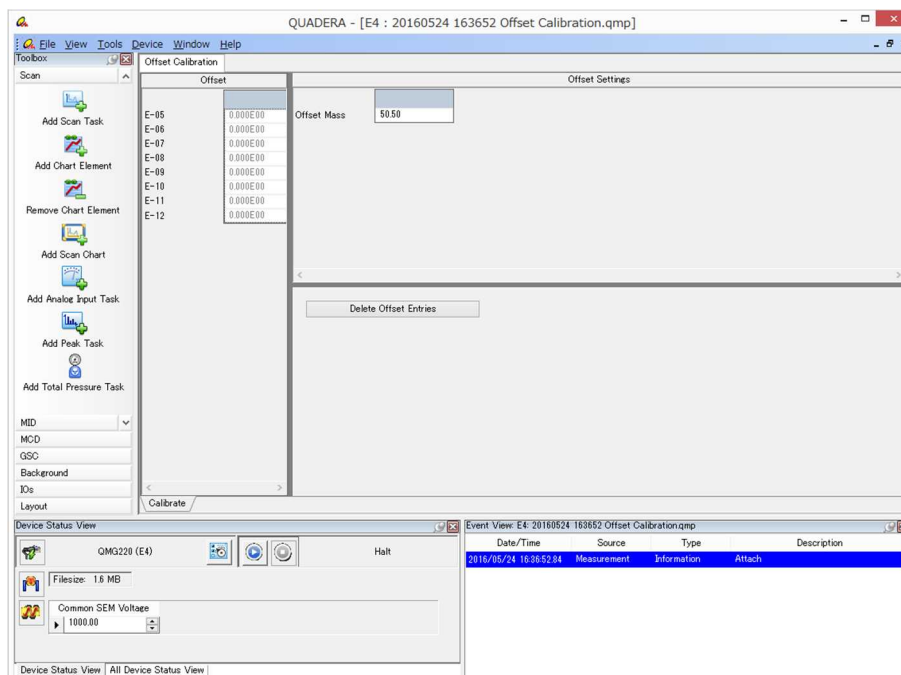 QUADERA - [E4 : 20160524 163652 Offset Calibration.qmp]
File View Tools Device Window Help
Toolbox
Scan
Add Scan Task
Add Chart Element
Remove Chart Element
Add Scan Chart
Add Analog Input Task
Add Peak Task
Add Total Pressure Task
MID
MCD
GSC
Background
IOs
Layout
Offset Calibration
Offset
E-05 0.000E00
E-06 0.000E00
E-07 0.000E00
E-08 0.000E00
E-09 0.000E00
E-10 0.000E00
E-11 0.000E00
E-12 0.000E00
Calibrate
Offset Settings
Offset Mass 50.50
Delete Offset Entries
Device Status View
QMG220 (E4) Halt
Filesize: 1.6 MB
Common SEM Voltage
1000.00
Device Status View All Device Status View
Event View: E4: 20160524 163652 Offset Calibration.qmp
Date/Time Source Type Description
2016/05/24 16:36:52.84 Measurement Information Attach